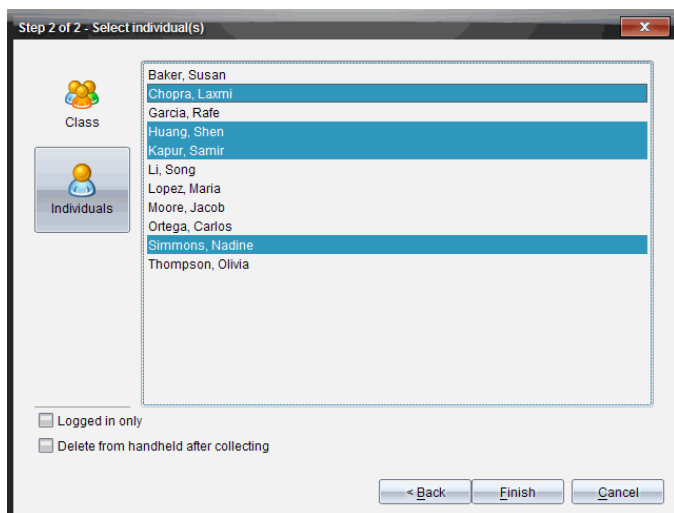 Step 2 of 2 - Select individual(s)
Class
Individuals
Baker, Susan
Chopra, Laxmi
Garcia, Rafe
Huang, Shen
Kapur, Samir
Li, Song
Lopez, Maria
Moore, Jacob
Ortega, Carlos
Simmons, Nadine
Thompson, Olivia
Logged in only
Delete from handheld after collecting
< Back
Finish
Cancel